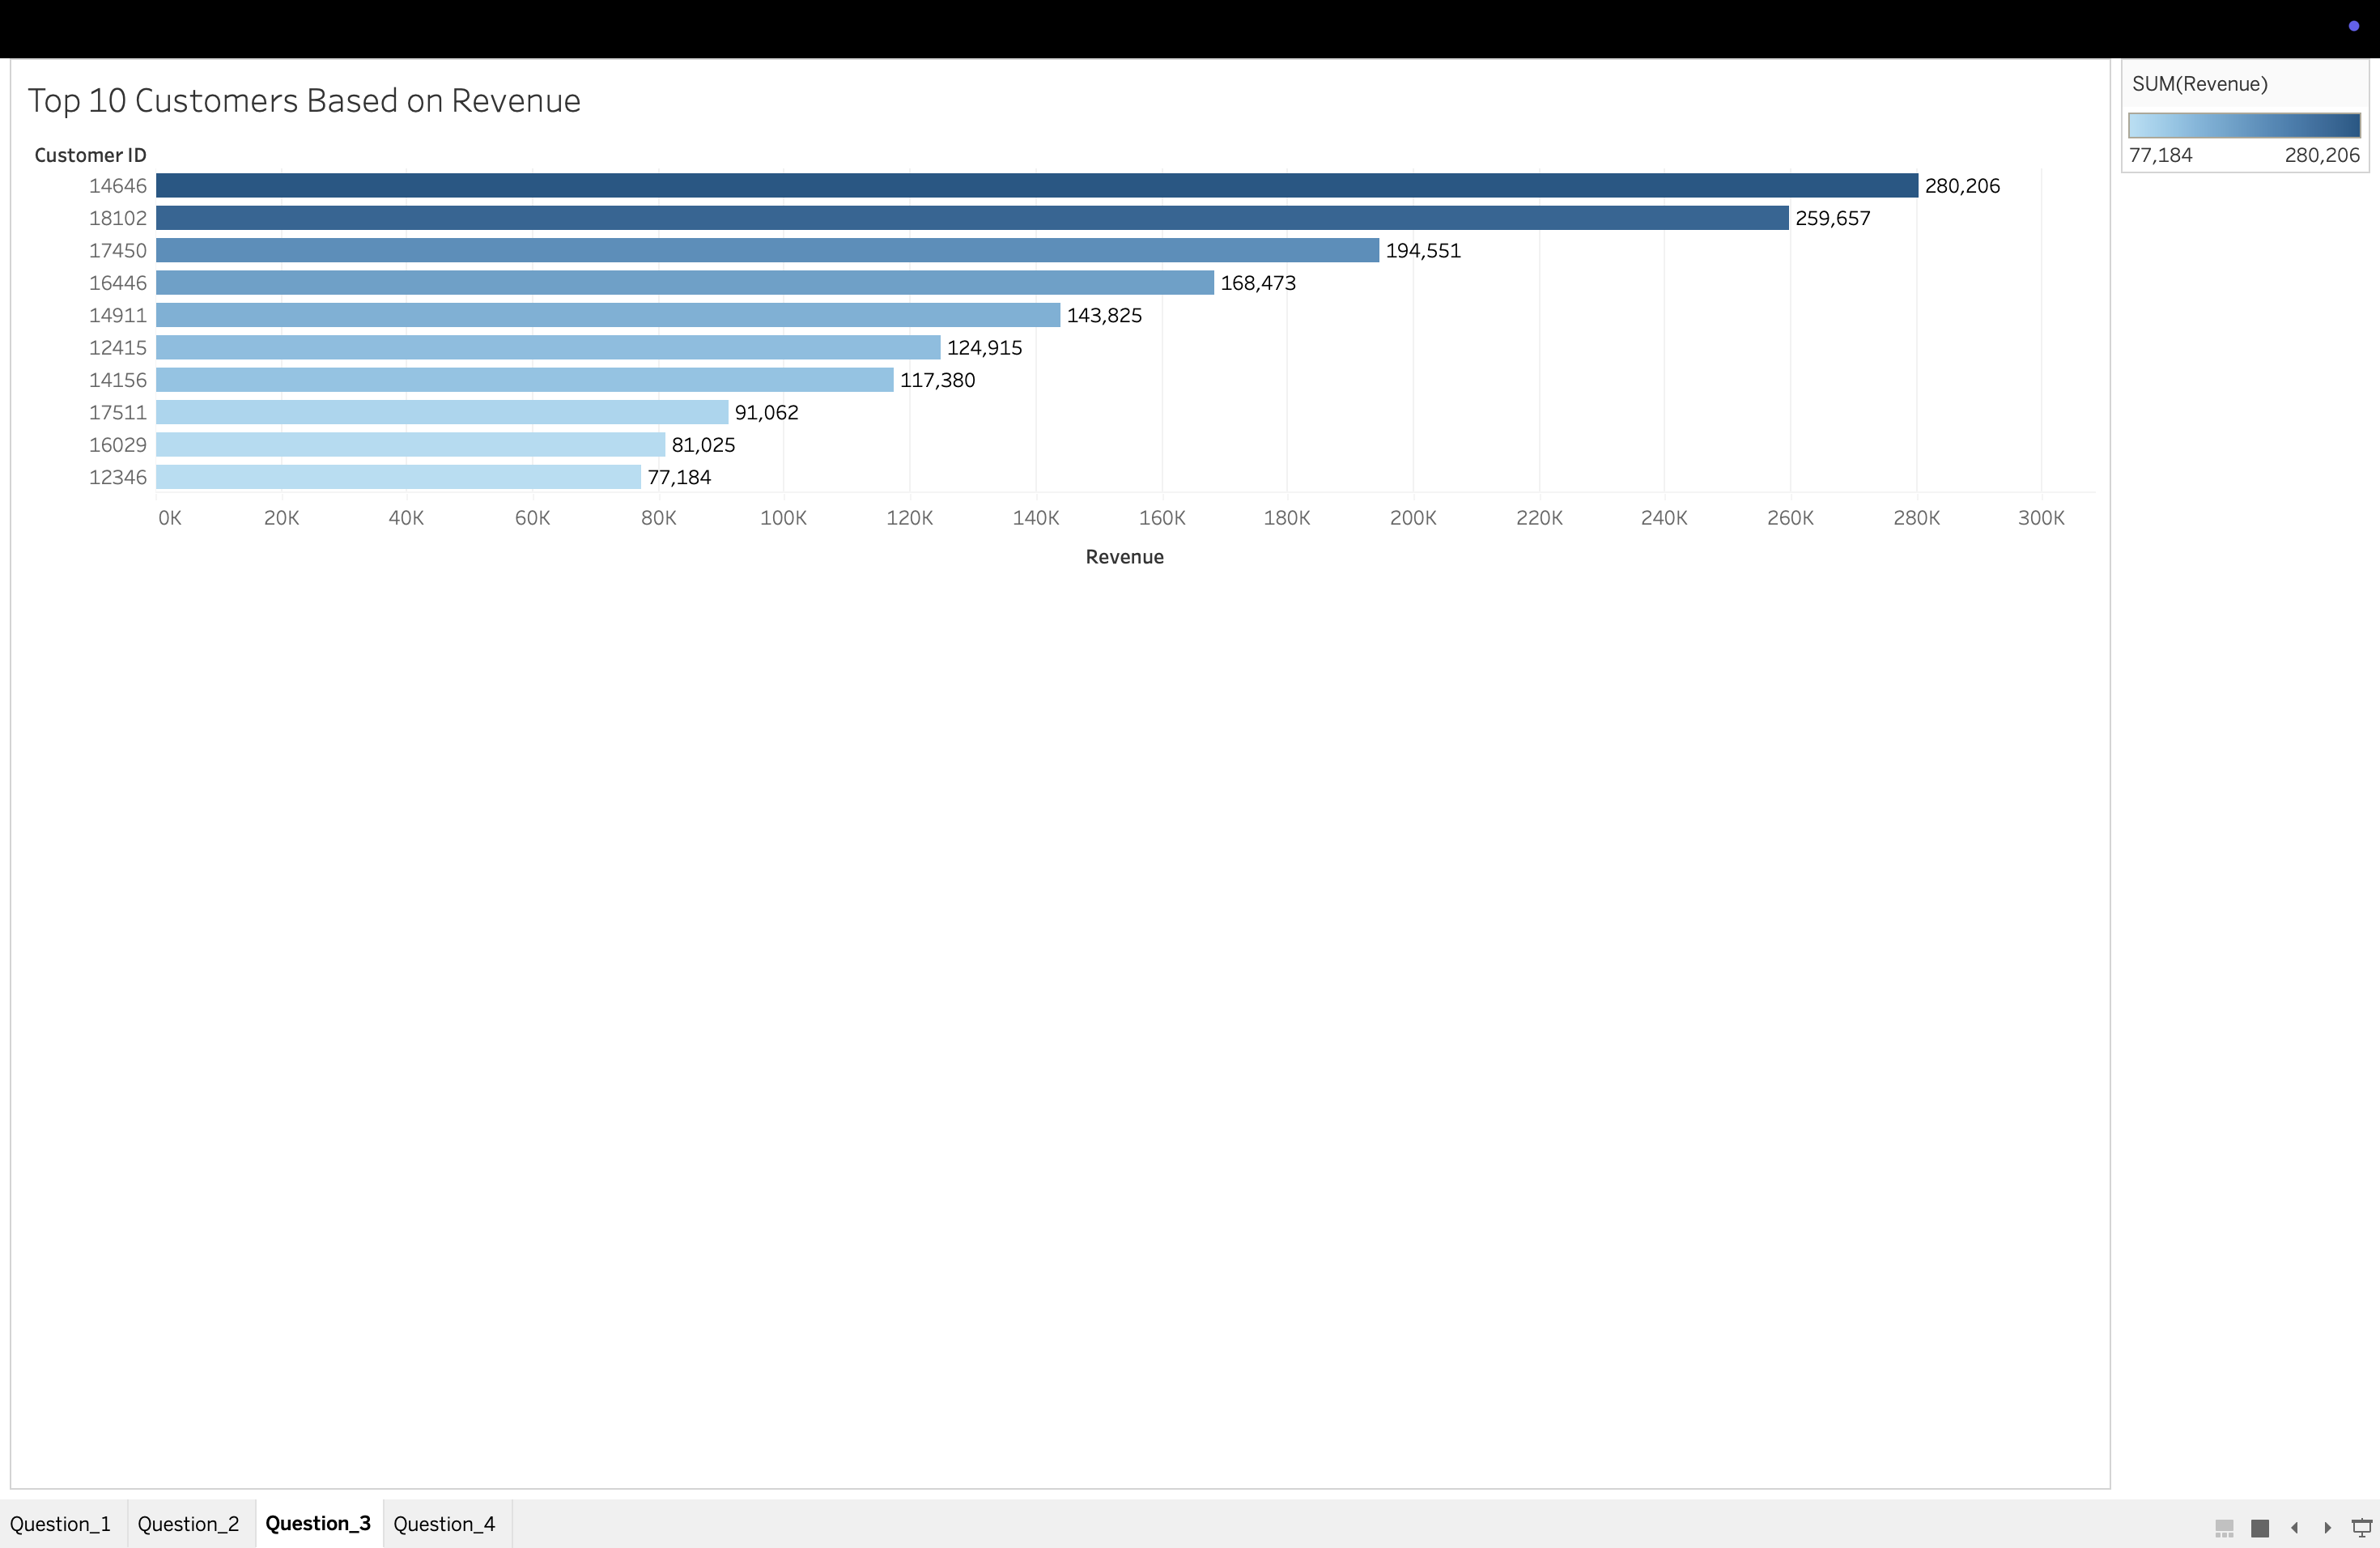 Top 10 Customers Based on Revenue
SUM(Revenue)
77,184 280,206
Customer ID
14646 280,206
18102 259,657
17450 194,551
16446 168,473
14911 143,825
12415 124,915
14156 117,380
17511 91,062
16029 81,025
12346 77,184
0K 20K 40K 60K 80K 100K 120K 140K 160K 180K 200K 220K 240K 260K 280K 300K
Revenue
Question_1 Question_2 Question_3 Question_4